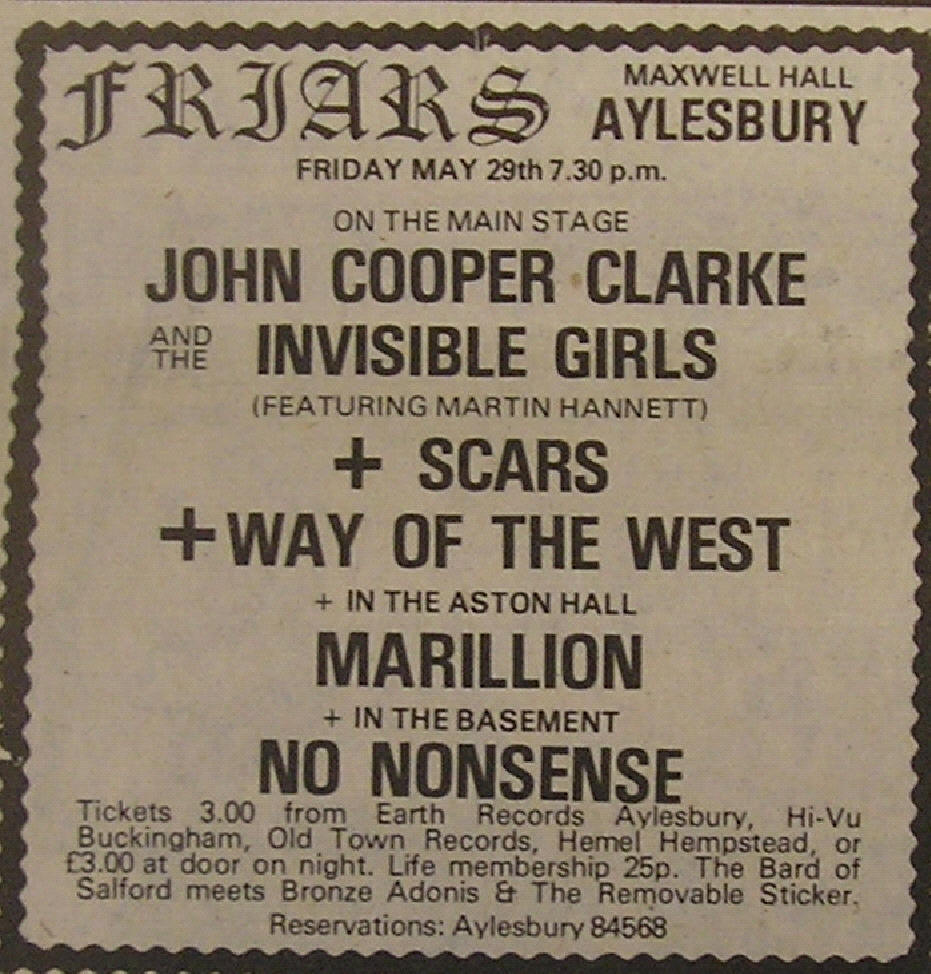 FRIARS MAXWELL HALL
AYLESBURY
FRIDAY MAY 29th 7.30 p.m.
ON THE MAIN STAGE
JOHN COOPER CLARKE
AND THE INVISIBLE GIRLS
(FEATURING MARTIN HANNETT)
+ SCARS
+ WAY OF THE WEST
+ IN THE ASTON HALL
MARILLION
+ IN THE BASEMENT
NO NONSENSE
Tickets 3.00 from Earth Records Aylesbury, Hi-Vu
Buckingham, Old Town Records, Hemel Hempstead, or
£3.00 at door on night. Life membership 25p. The Bard of
Salford meets Bronze Adonis & The Removable Sticker.
Reservations: Aylesbury 84568